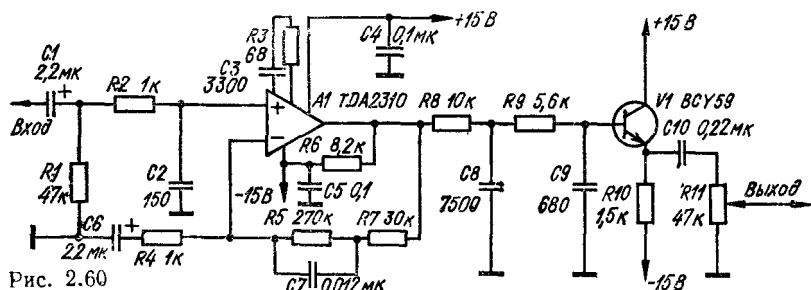 C1
2,2мк
+
Вход
R1
47к
R2 1к
C2
150
C6
22 мк
+
R4 1к
R3
68
C3
3300
+
−
A1 TDA2310
C4
0,1мк
+15 В
R6
8,2к
C5 0,1
−15В
R5 270к
C7 0,012мк
R7 30к
R8 10к
C8
7500
R9 5,6к
C9
680
+15 В
V1 BCY59
C10 0,22мк
R10
1,5к
−15 В
R11
47к
Выход
Рис. 2.60